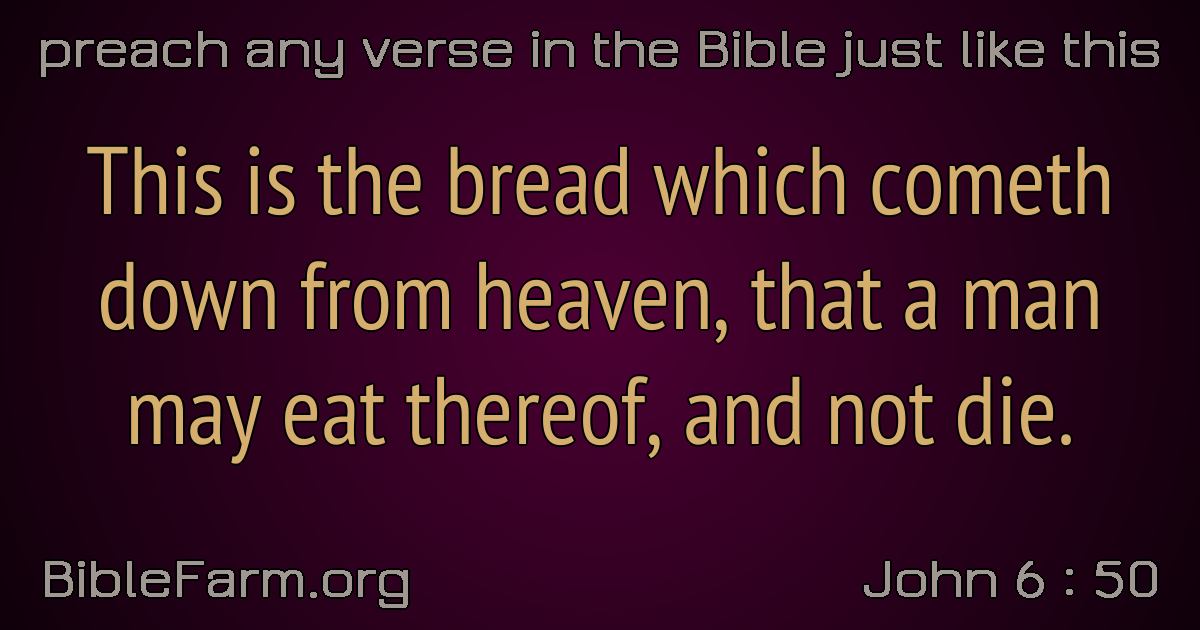 preach any verse in the Bible just like this
This is the bread which cometh
down from heaven, that a man
may eat thereof, and not die.
BibleFarm.org
John 6 : 50